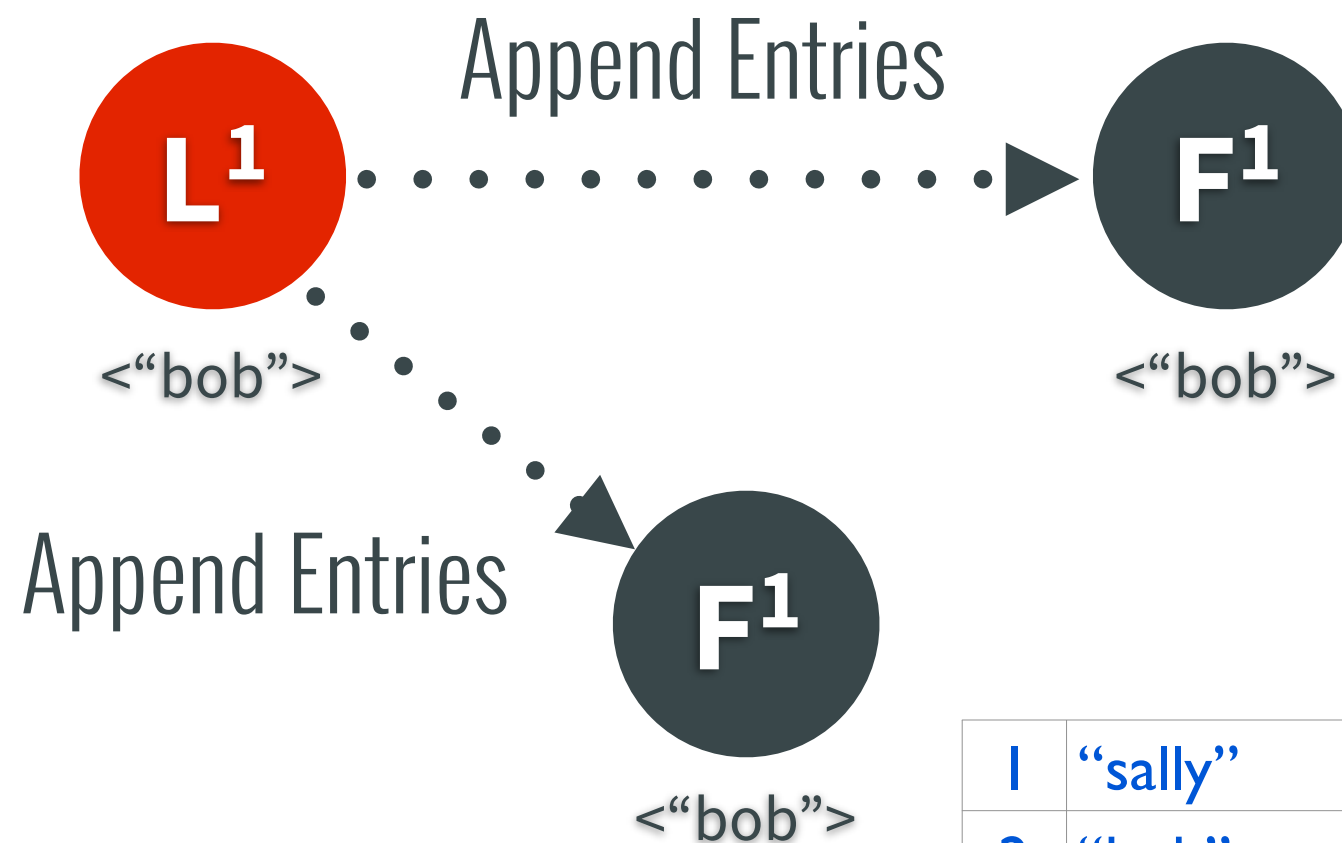 Append Entries
L¹
F¹
<“bob”>
<“bob”>
Append Entries
F¹
<“bob”>
1 “sally”